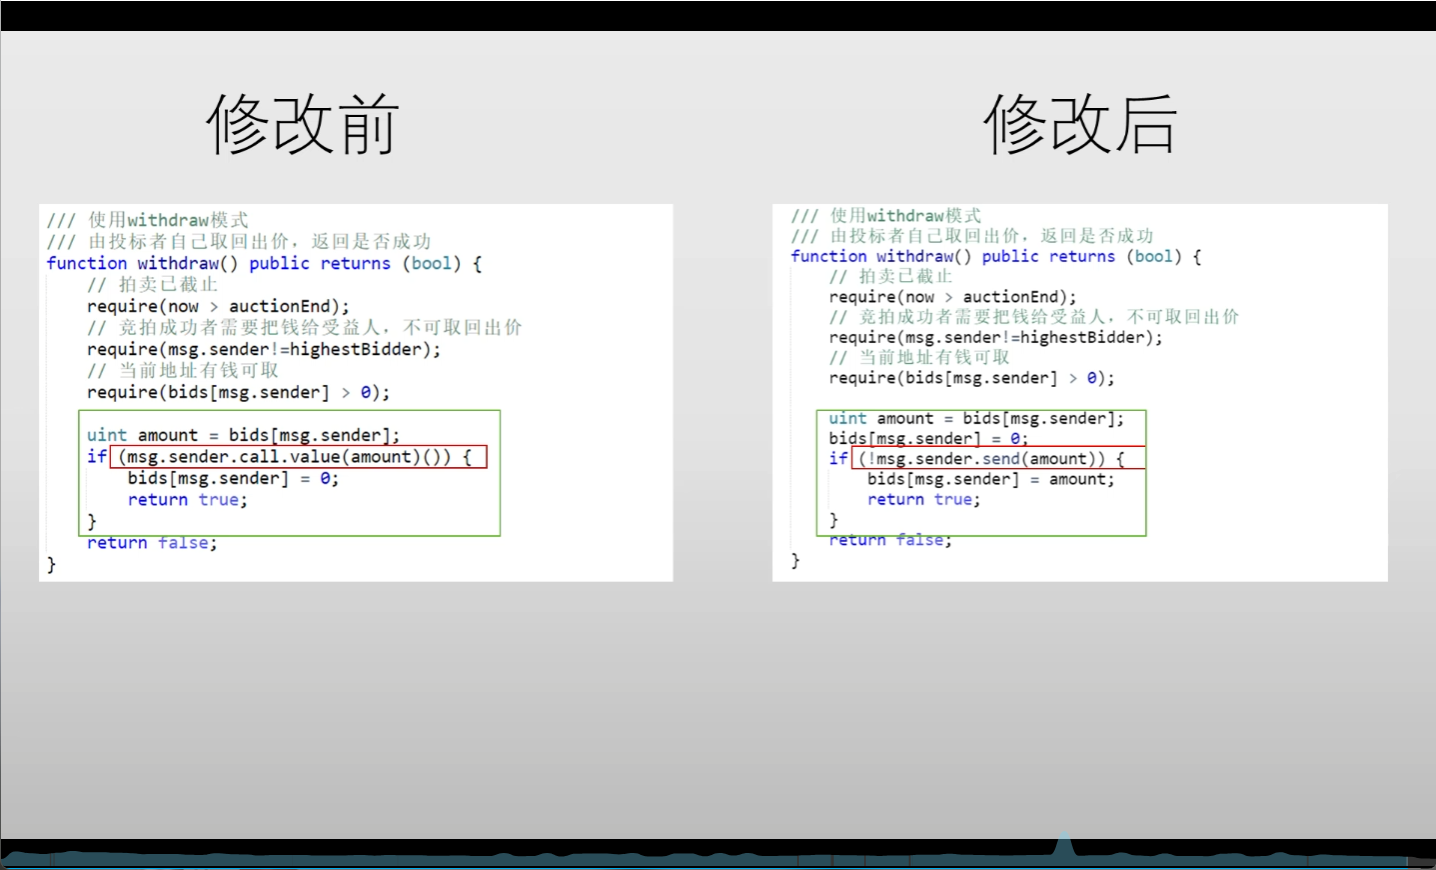 修改前
/// 使用withdraw模式
/// 由投标者自己取回出价，返回是否成功
function withdraw() public returns (bool) {
// 拍卖已截止
require(now > auctionEnd);
// 竞拍成功者需要把钱给受益人，不可取回出价
require(msg.sender!=highestBidder);
// 当前地址有钱可取
require(bids[msg.sender] > 0);
uint amount = bids[msg.sender];
if (msg.sender.call.value(amount)()) {
bids[msg.sender] = 0;
return true;
}
return false;
}
修改后
/// 使用withdraw模式
/// 由投标者自己取回出价，返回是否成功
function withdraw() public returns (bool) {
// 拍卖已截止
require(now > auctionEnd);
// 竞拍成功者需要把钱给受益人，不可取回出价
require(msg.sender!=highestBidder);
// 当前地址有钱可取
require(bids[msg.sender] > 0);
uint amount = bids[msg.sender];
bids[msg.sender] = 0;
if (!msg.sender.send(amount)) {
bids[msg.sender] = amount;
return true;
}
return false;
}